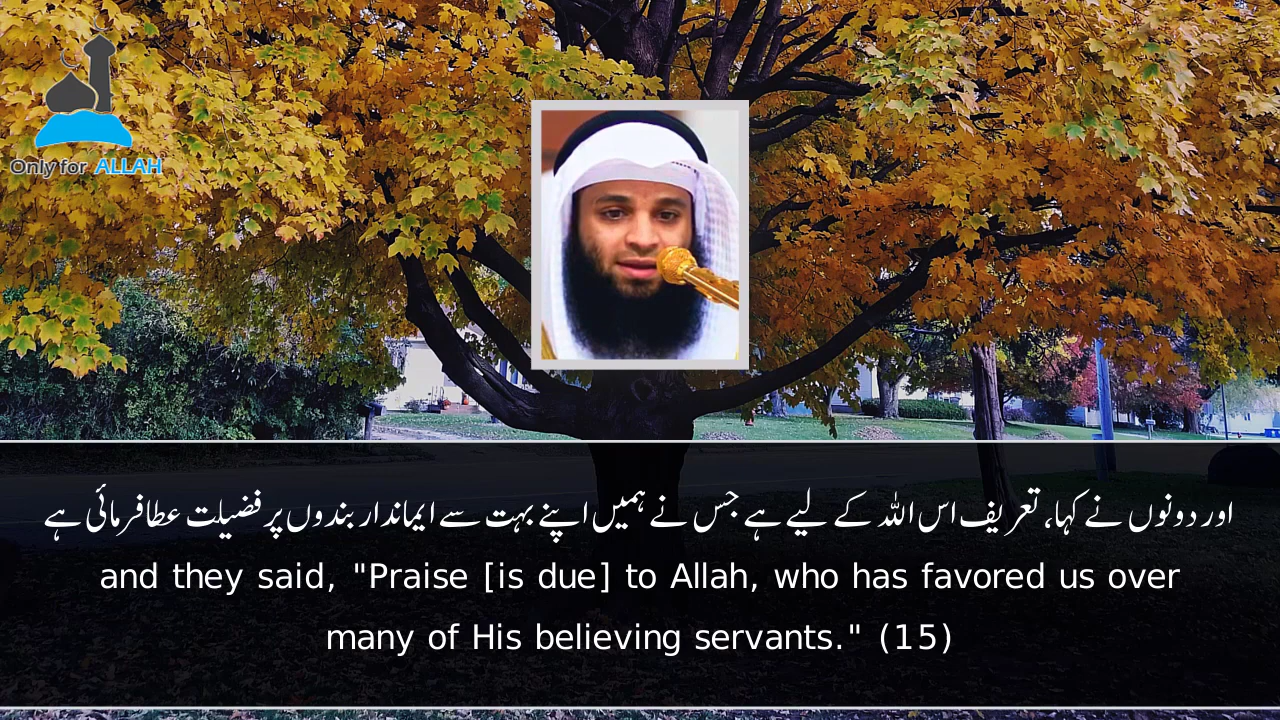 Only for ALLAH
اور دونوں نے کہا، تعریف اس اللہ کے لیے ہے جس نے ہمیں اپنے بہت سے ایماندار بندوں پر فضیلت عطا فرمائی ہے
and they said, "Praise [is due] to Allah, who has favored us over
many of His believing servants." (15)